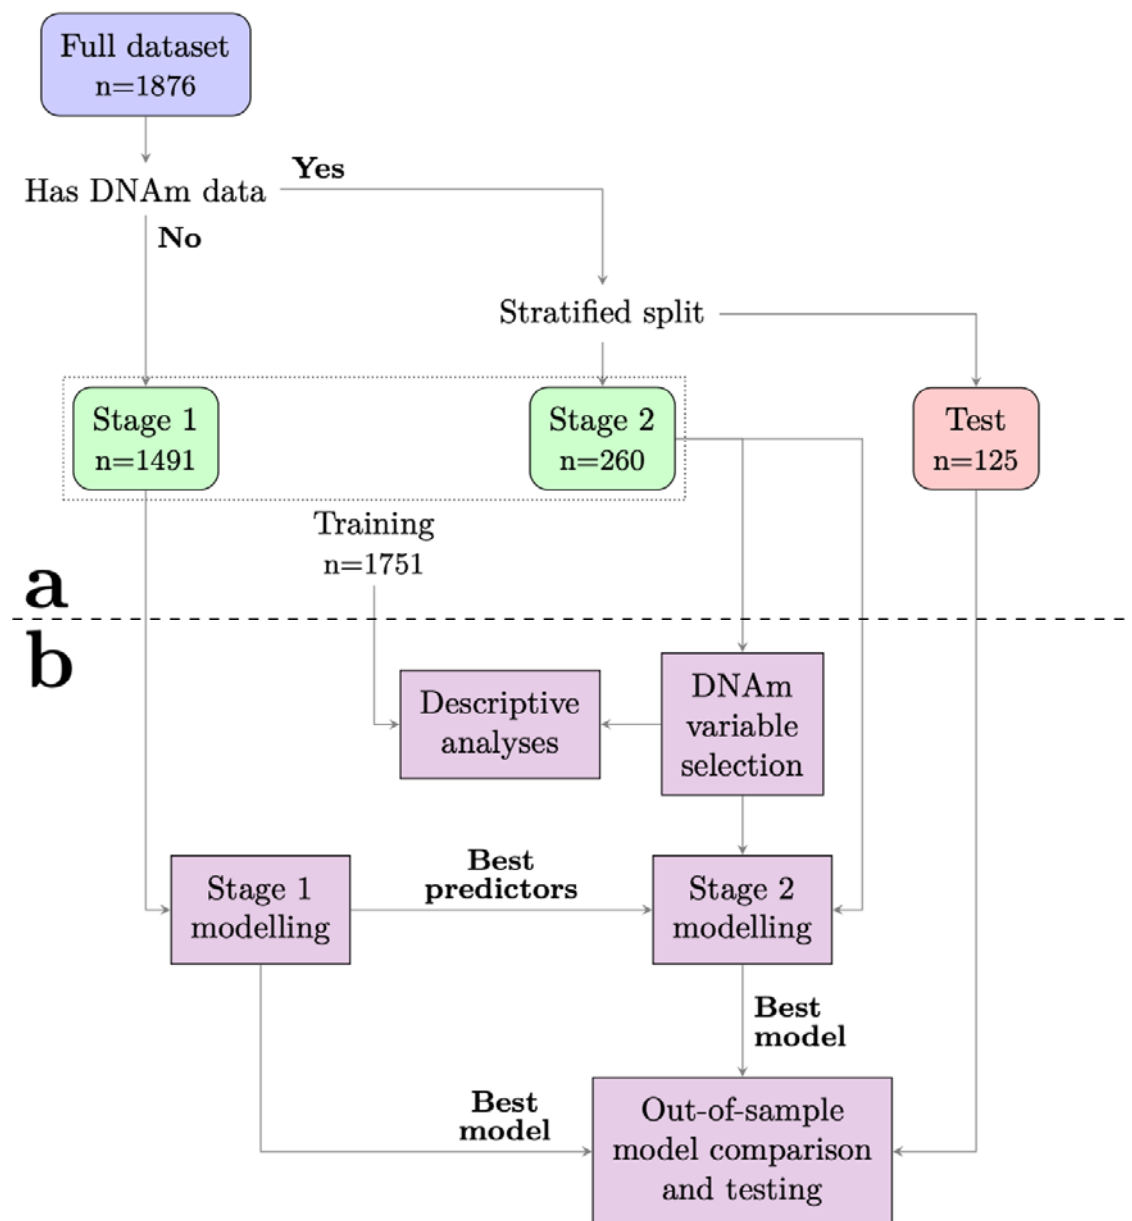 Full dataset
n=1876
Has DNAm data
Yes
No
Stratified split
Stage 1
n=1491
Stage 2
n=260
Test
n=125
Training
n=1751
a
b
Descriptive
analyses
DNAm
variable
selection
Stage 1
modelling
Best
predictors
Stage 2
modelling
Best
model
Best
model
Out-of-sample
model comparison
and testing